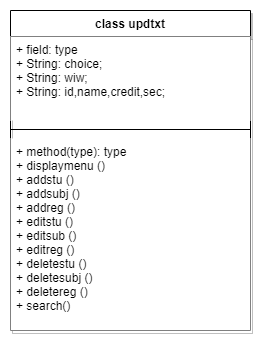 class updtxt
+ field: type
+ String: choice;
+ String: wiw;
+ String: id,name,credit,sec;
+ method(type): type
+ displaymenu ()
+ addstu ()
+ addsubj ()
+ addreg ()
+ editstu ()
+ editsub ()
+ editreg ()
+ deletestu ()
+ deletesubj ()
+ deletereg ()
+ search()